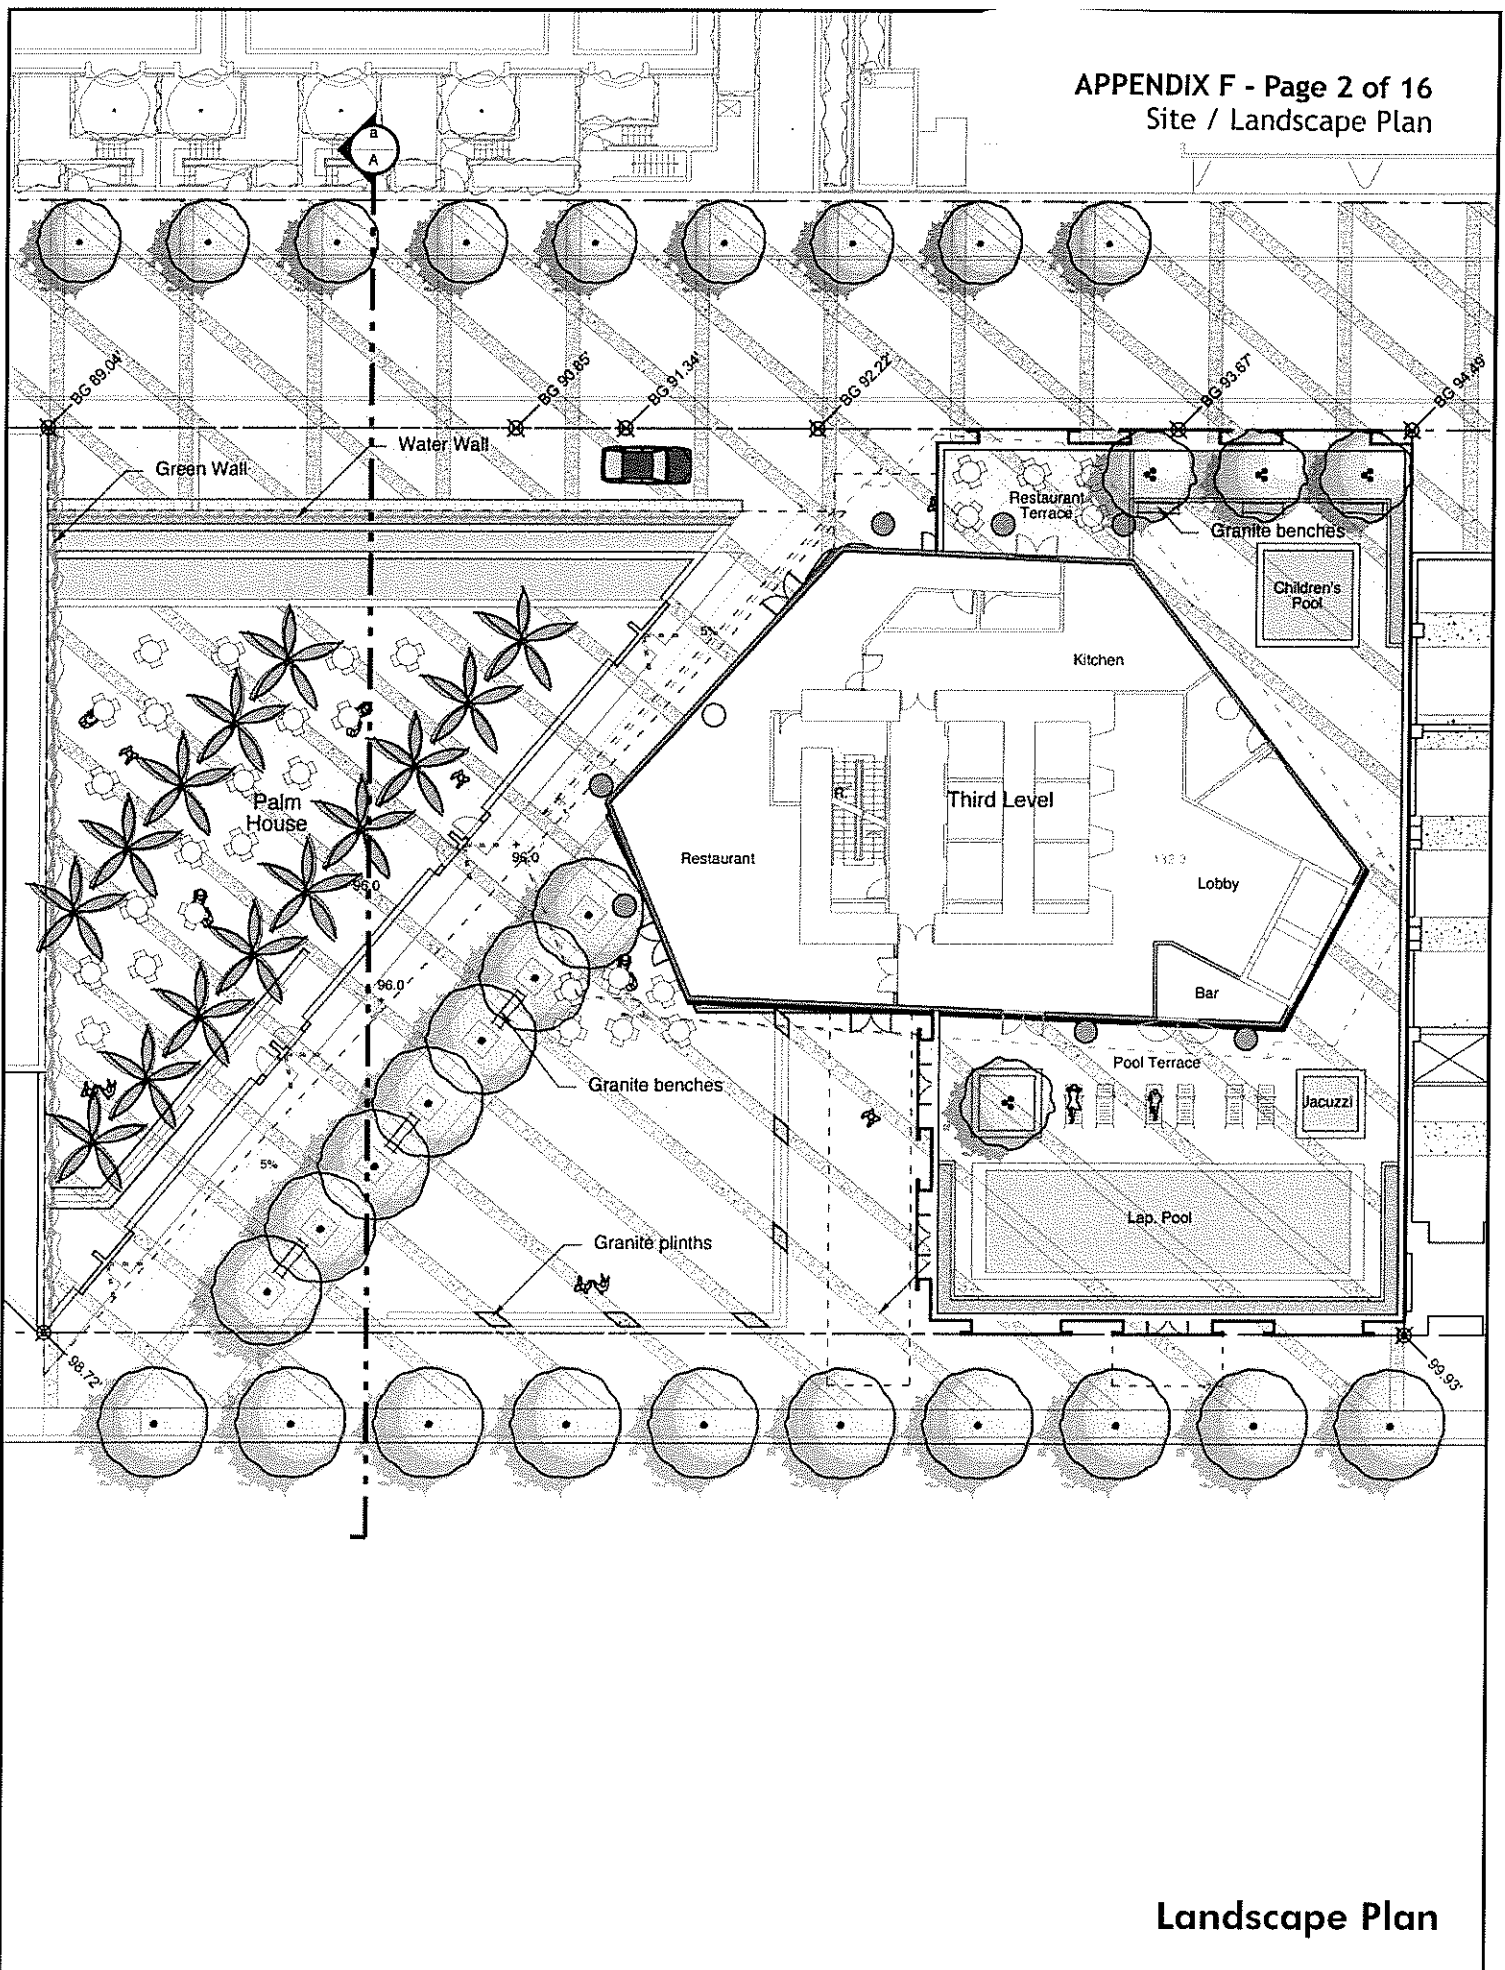 APPENDIX F - Page 2 of 16
Site / Landscape Plan
a
A
BG 89.04'
BG 90.85'
BG 91.34'
BG 92.22'
BG 93.67'
BG 94.49'
Water Wall
Green Wall
Restaurant
Terrace
Granite benches
Children's
Pool
5%
Kitchen
Palm
House
R.
Third Level
96.0
Restaurant
96.0
Lobby
96.0
Bar
Pool Terrace
Granite benches
Jacuzzi
5%
Lap. Pool
Granite plinths
98.72'
99.93'
Landscape Plan